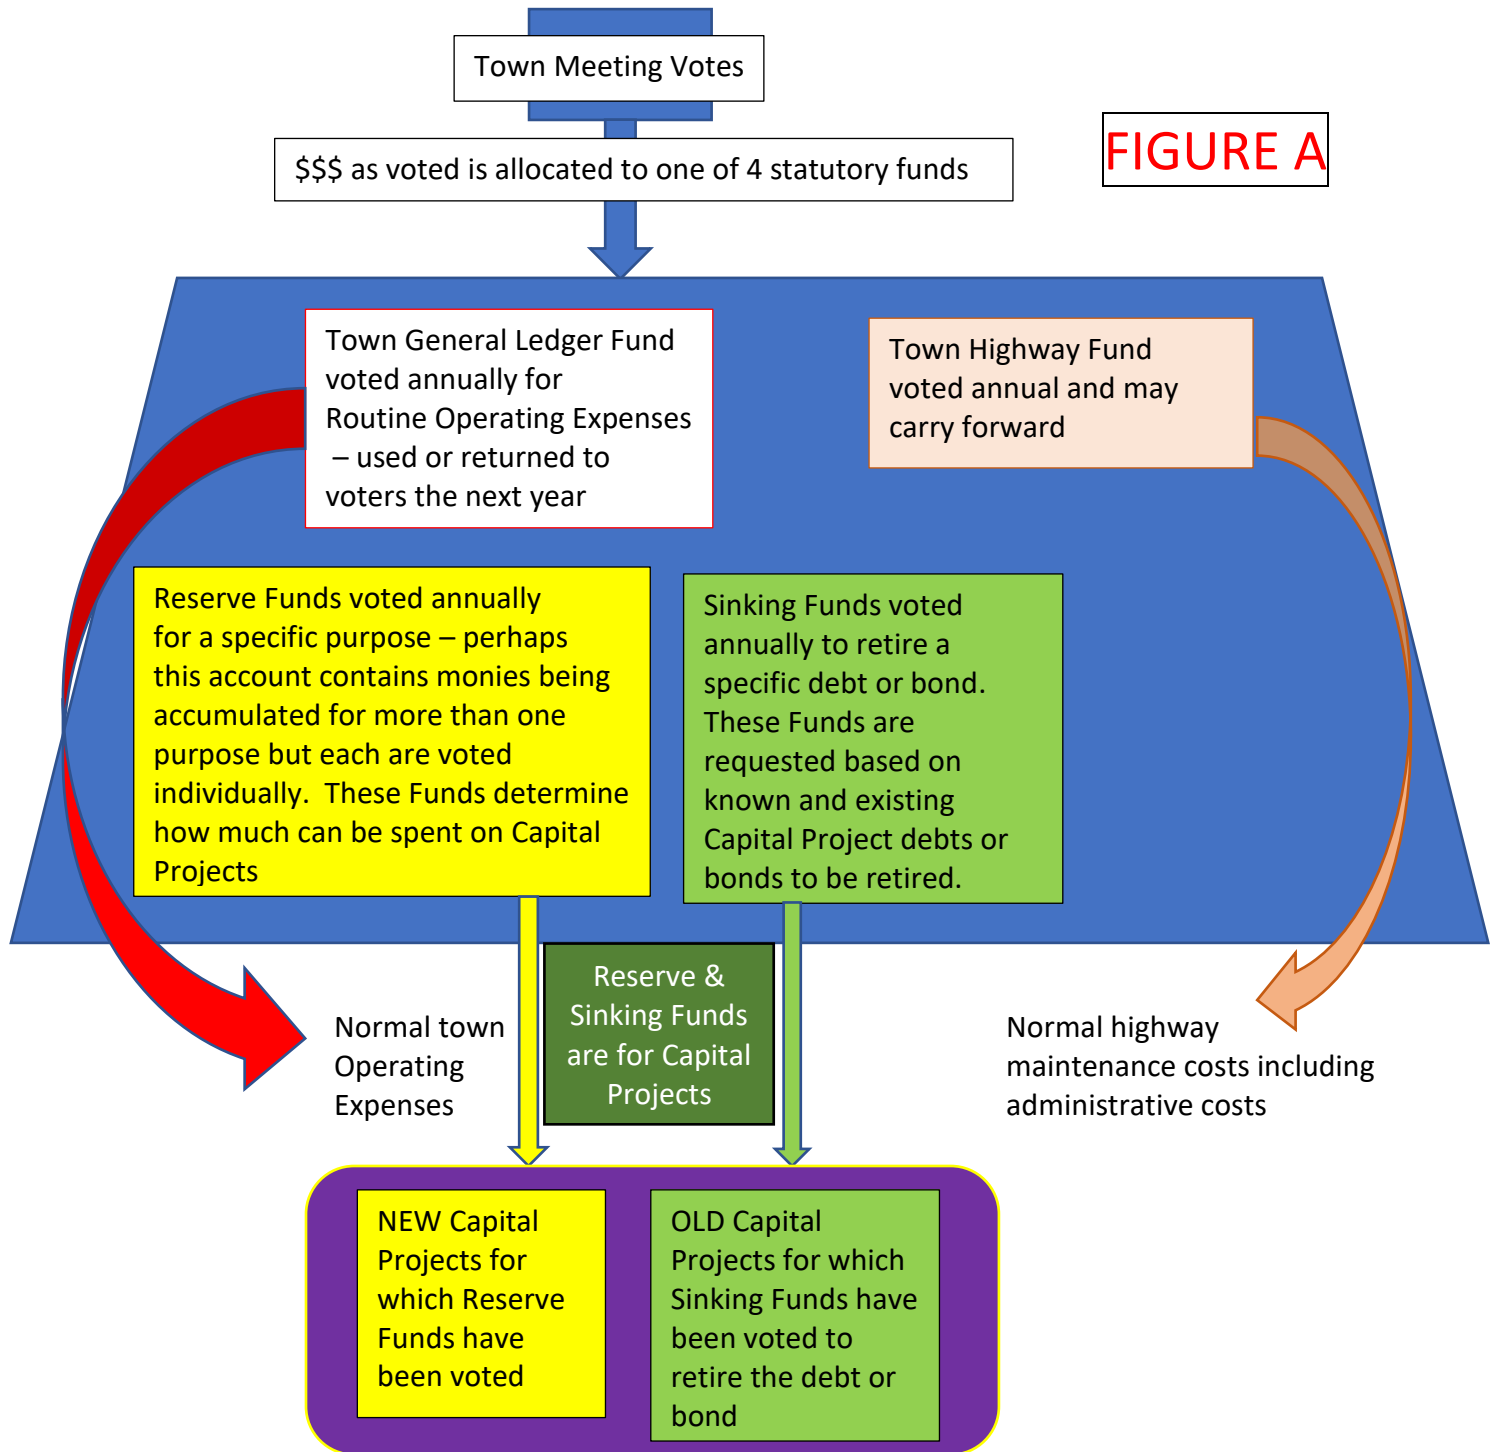 Town Meeting Votes
FIGURE A
$$$ as voted is allocated to one of 4 statutory funds
Town General Ledger Fund
voted annually for
Routine Operating Expenses
– used or returned to
voters the next year
Town Highway Fund
voted annual and may
carry forward
Reserve Funds voted annually
for a specific purpose – perhaps
this account contains monies being
accumulated for more than one
purpose but each are voted
individually.  These Funds determine
how much can be spent on Capital
Projects
Sinking Funds voted
annually to retire a
specific debt or bond.
These Funds are
requested based on
known and existing
Capital Project debts or
bonds to be retired.
Normal town
Operating
Expenses
Reserve &
Sinking Funds
are for Capital
Projects
Normal highway
maintenance costs including
administrative costs
NEW Capital
Projects for
which Reserve
Funds have
been voted
OLD Capital
Projects for which
Sinking Funds have
been voted to
retire the debt or
bond